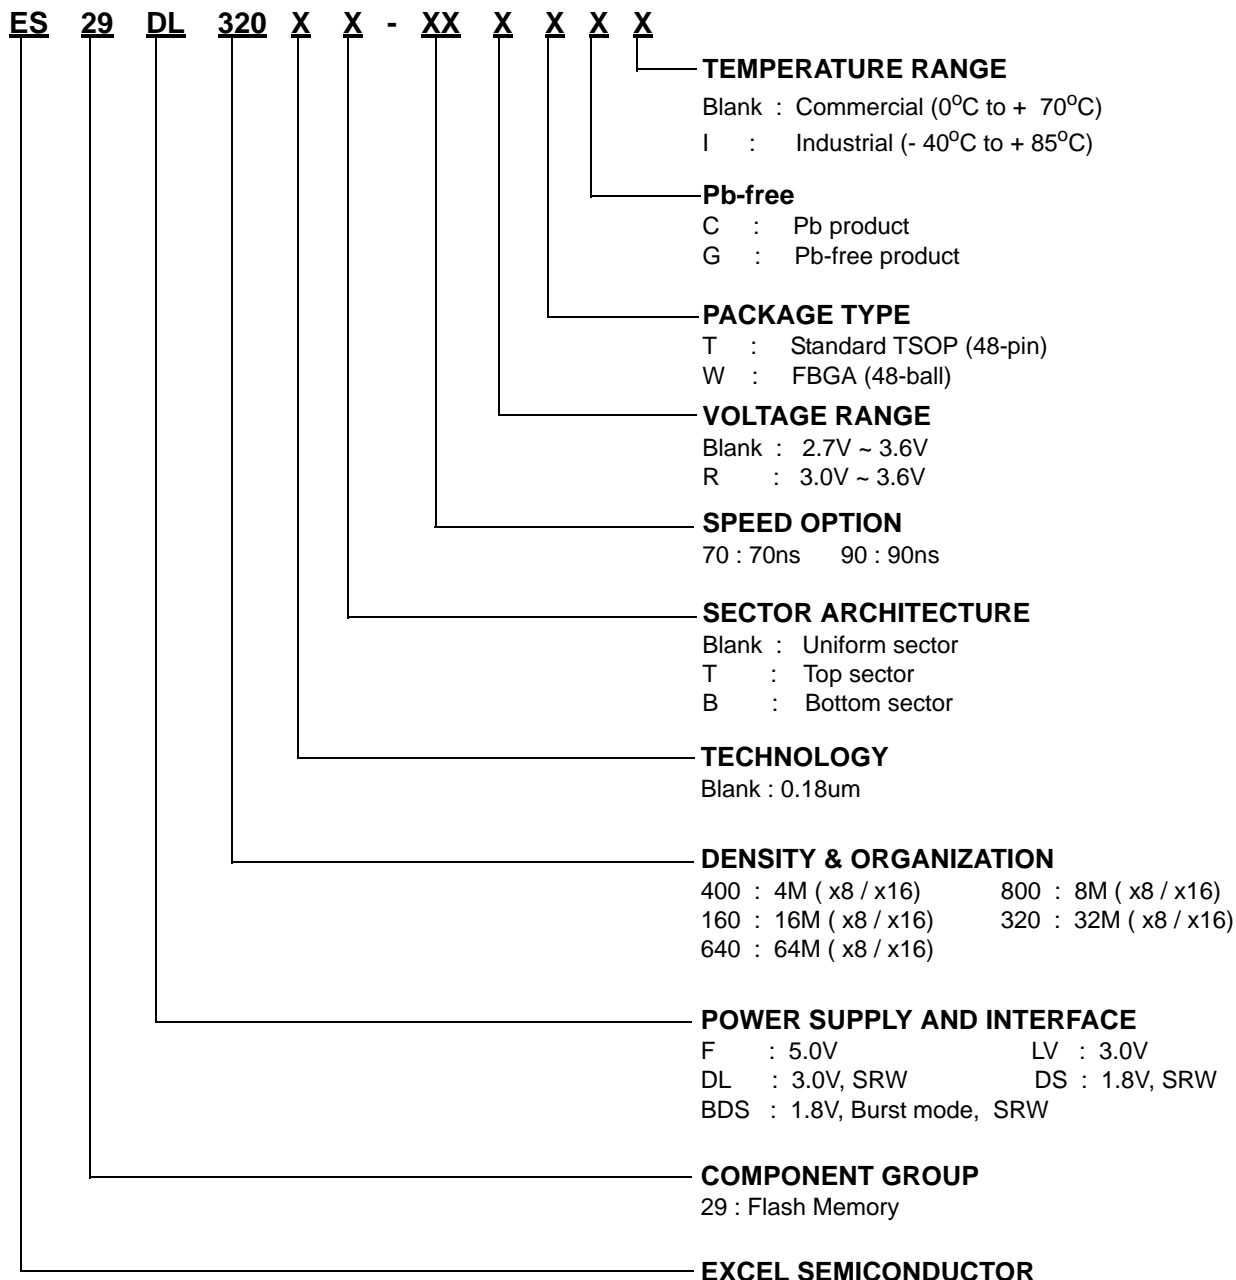 ES 29 DL 320 X X - XX X X X X
TEMPERATURE RANGE
Blank : Commercial (0°C to + 70°C)
I : Industrial (- 40°C to + 85°C)
Pb-free
C : Pb product
G : Pb-free product
PACKAGE TYPE
T : Standard TSOP (48-pin)
W : FBGA (48-ball)
VOLTAGE RANGE
Blank : 2.7V ~ 3.6V
R : 3.0V ~ 3.6V
SPEED OPTION
70 : 70ns 90 : 90ns
SECTOR ARCHITECTURE
Blank : Uniform sector
T : Top sector
B : Bottom sector
TECHNOLOGY
Blank : 0.18um
DENSITY & ORGANIZATION
400 : 4M ( x8 / x16) 800 : 8M ( x8 / x16)
160 : 16M ( x8 / x16) 320 : 32M ( x8 / x16)
640 : 64M ( x8 / x16)
POWER SUPPLY AND INTERFACE
F : 5.0V LV : 3.0V
DL : 3.0V, SRW DS : 1.8V, SRW
BDS : 1.8V, Burst mode, SRW
COMPONENT GROUP
29 : Flash Memory
EXCEL SEMICONDUCTOR